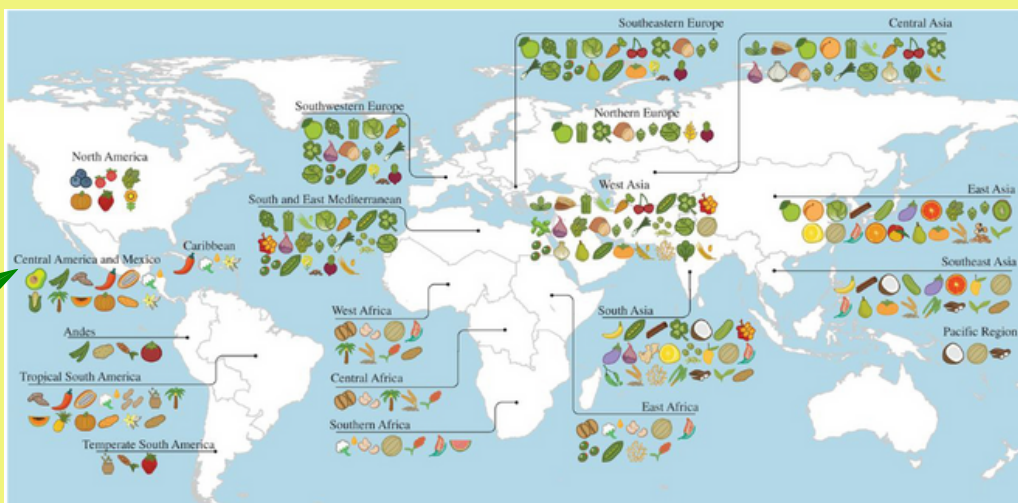 Southeastern Europe
Central Asia
Southwestern Europe
Northern Europe
North America
West Asia
East Asia
South and East Mediterranean
Caribbean
Central America and Mexico
Southeast Asia
West Africa
South Asia
Andes
Pacific Region
Tropical South America
Central Africa
East Africa
Southern Africa
Temperate South America